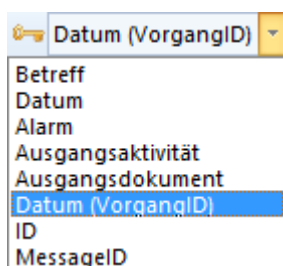 Datum (VorgangID)
Betreff
Datum
Alarm
Ausgangsaktivität
Ausgangsdokument
Datum (VorgangID)
ID
MessageID